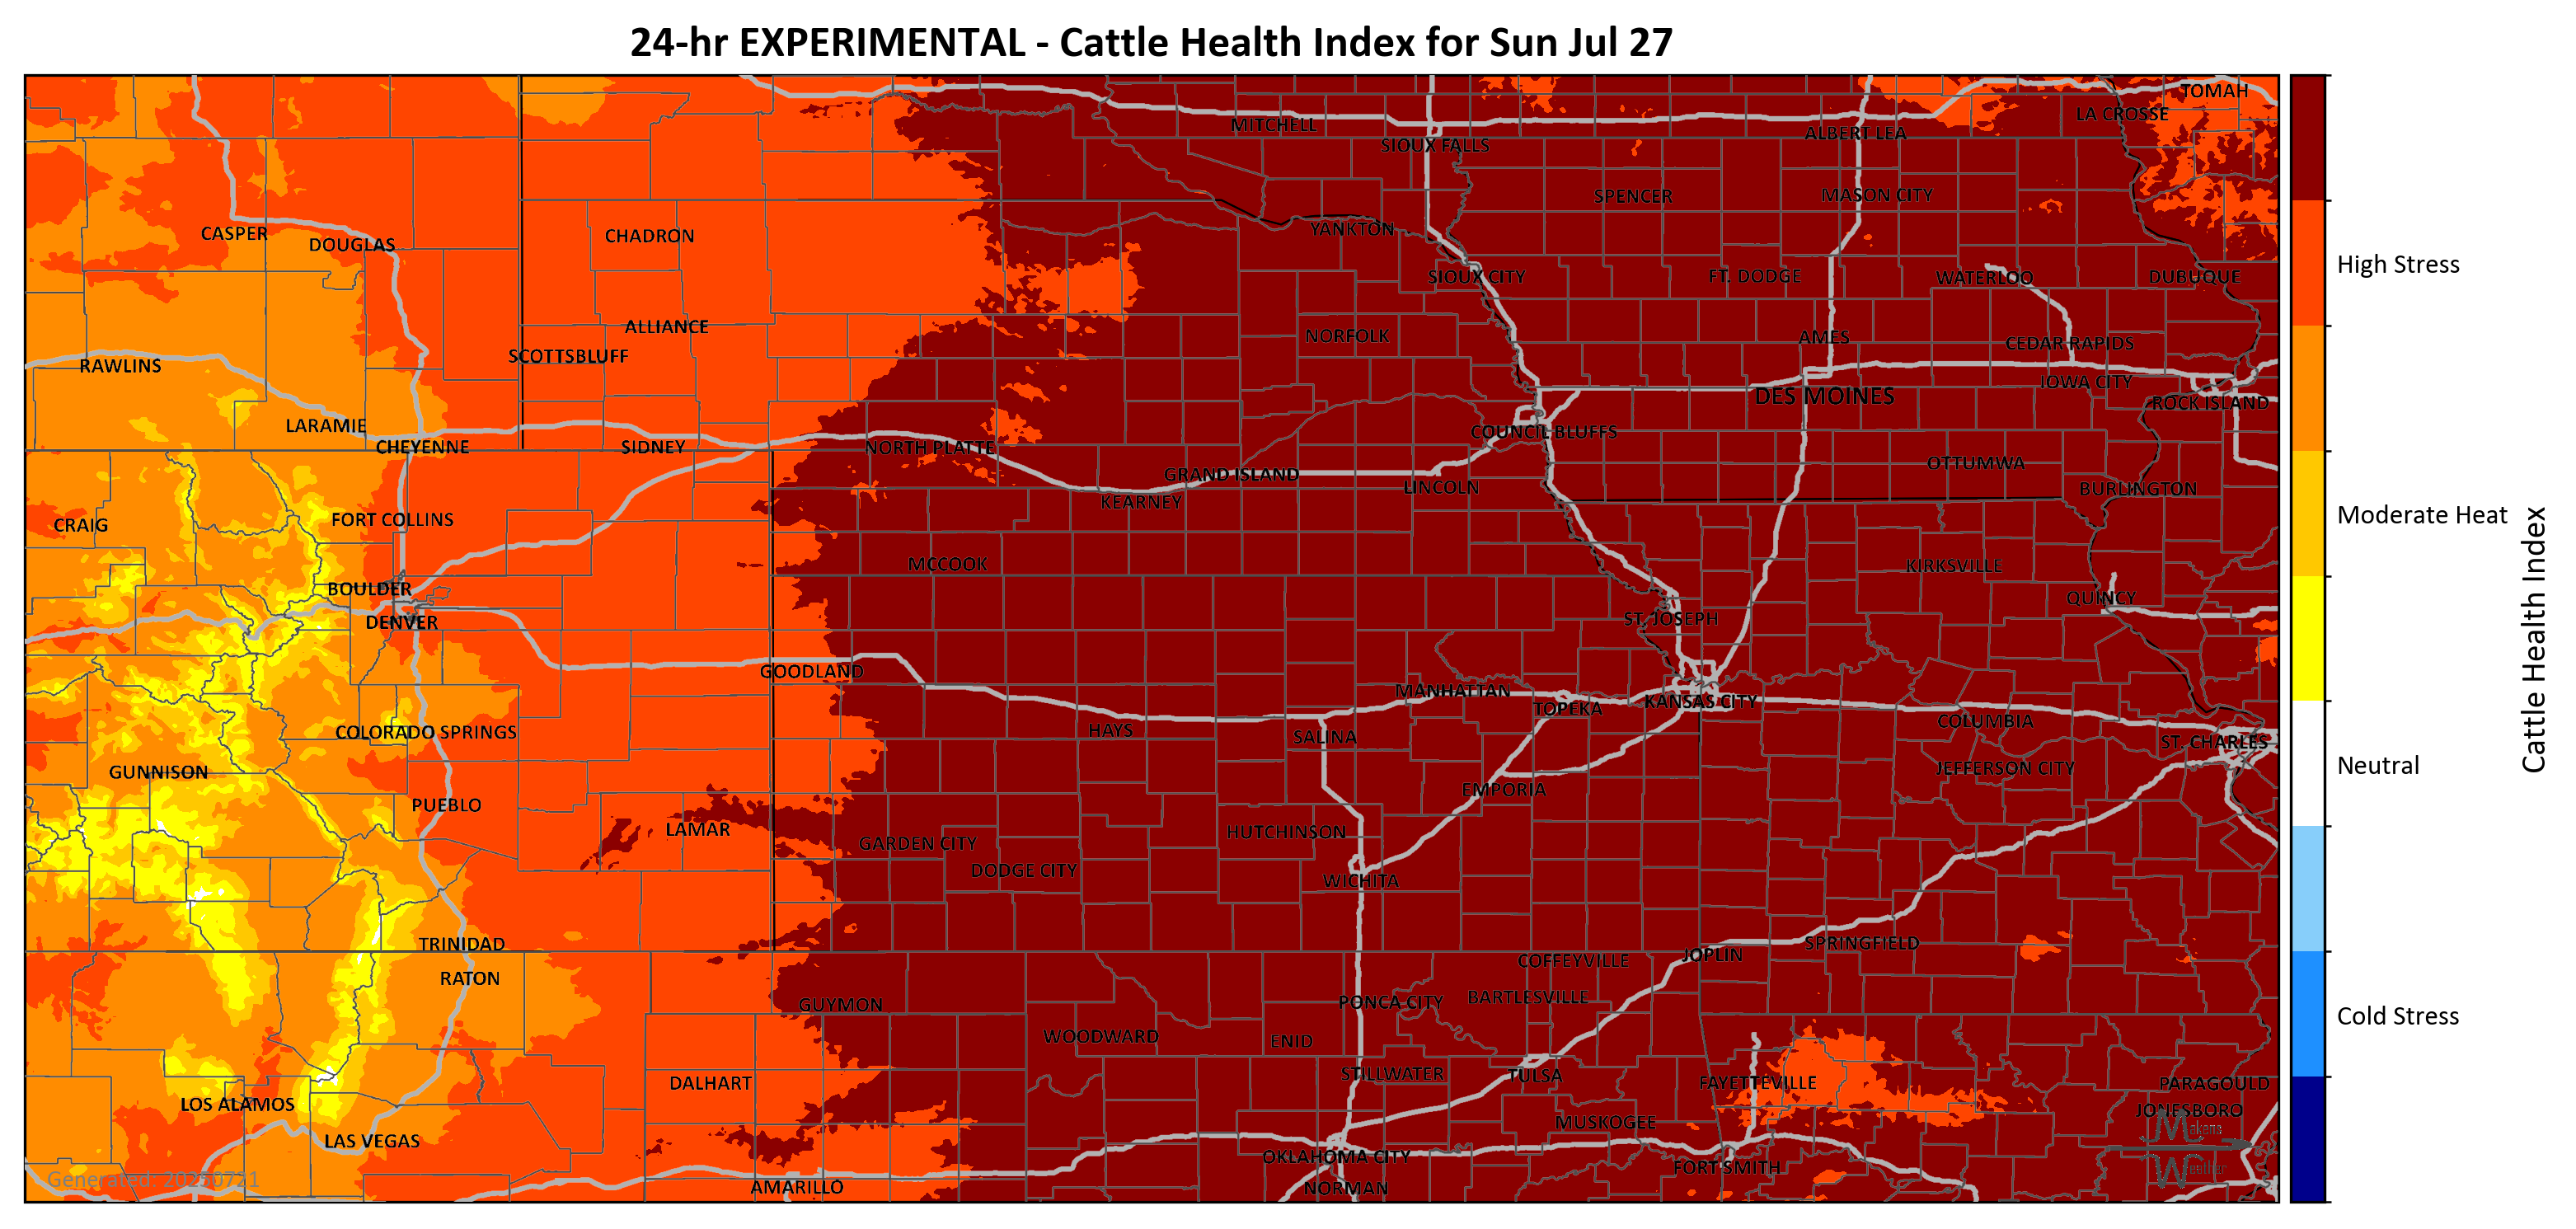 24-hr EXPERIMENTAL - Cattle Health Index for Sun Jul 27
TOMAH
LA CROSSE
MITCHELL
ALBERT LEA
SIOUX FALLS
SPENCER
MASON CITY
CASPER
YANKTON
CHADRON
DOUGLAS
High Stress
SIOUX CITY
FT. DODGE
WATERLOO
DUBUQUE
ALLIANCE
NORFOLK
AMES
CEDAR RAPIDS
SCOTTSBLUFF
RAWLINS
IOWA CITY
DES MOINES
ROCK ISLAND
LARAMIE
COUNCIL BLUFFS
CHEYENNE
SIDNEY
NORTH PLATTE
OTTUMWA
GRAND ISLAND
LINCOLN
BURLINGTON
KEARNEY
Moderate Heat
CRAIG
FORT COLLINS
MCCOOK
KIRKSVILLE
BOULDER
QUINCY
DENVER
ST. JOSEPH
Cattle Health Index
GOODLAND
MANHATTAN
KANSAS CITY
TOPEKA
COLUMBIA
COLORADO SPRINGS
HAYS
SALINA
ST. CHARLES
Neutral
GUNNISON
JEFFERSON CITY
EMPORIA
PUEBLO
LAMAR
HUTCHINSON
GARDEN CITY
DODGE CITY
WICHITA
TRINIDAD
SPRINGFIELD
JOPLIN
COFFEYVILLE
RATON
BARTLESVILLE
GUYMON
PONCA CITY
Cold Stress
WOODWARD
ENID
STILLWATER
TULSA
DALHART
FAYETTEVILLE
PARAGOULD
LOS ALAMOS
JONESBORO
MUSKOGEE
Makens
LAS VEGAS
OKLAHOMA CITY
FORT SMITH
Weather
Generated: 20250721
AMARILLO
NORMAN